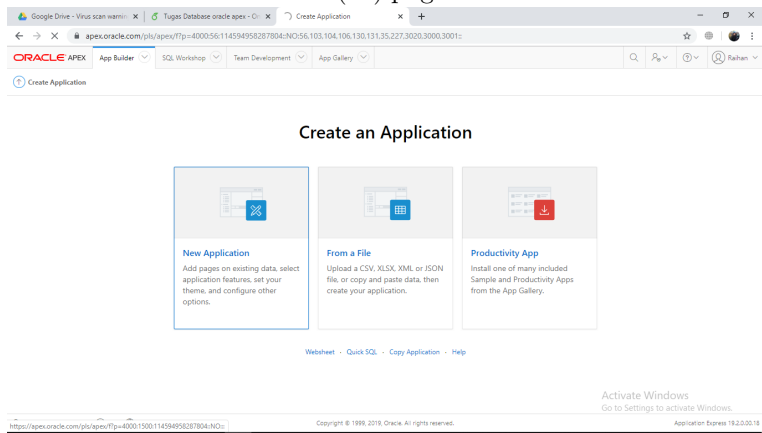 Google Drive - Virus scan warnin
Tugas Database oracle apex - O
Create Application
apex.oracle.com/pls/apex/f?p=4000:56:114594958287804::NO:56,103,104,106,130,131,35,227,3020,3000,3001::
ORACLE APEX App Builder SQL Workshop Team Development App Gallery Raihan
Create Application
Create an Application
New Application
Add pages on existing data, select
application features, set your
theme, and configure other
options.
From a File
Upload a CSV, XLSX, XML or JSON
file, or copy and paste data, then
create your application.
Productivity App
Install one of many included
Sample and Productivity Apps
from the App Gallery.
Websheet · Quick SQL · Copy Application · Help
Activate Windows
Go to Settings to activate Windows.
https://apex.oracle.com/pls/apex/f?p=4000:1500:114594958287804::NO::
Copyright © 1999, 2019, Oracle. All rights reserved.
Application Express 19.2.0.00.18